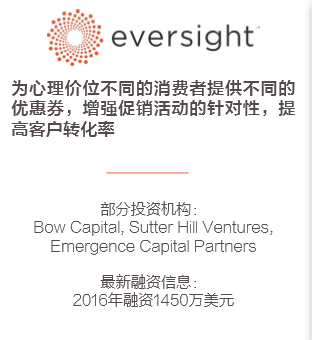 eversight™
为心理价位不同的消费者提供不同的
优惠券，增强促销活动的针对性，提
高客户转化率
部分投资机构：
Bow Capital, Sutter Hill Ventures,
Emergence Capital Partners
最新融资信息：
2016年融资1450万美元